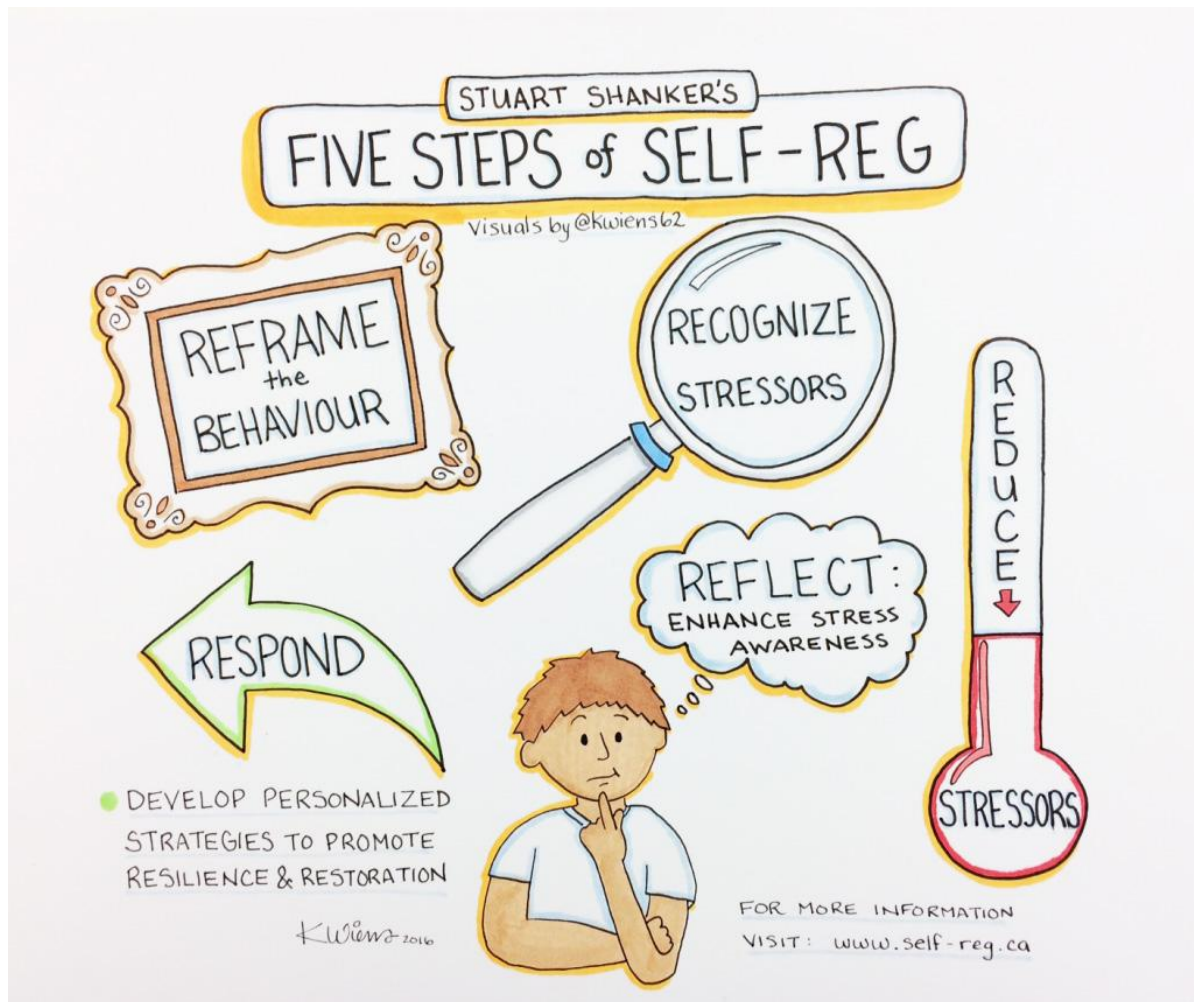 STUART SHANKER'S
FIVE STEPS of SELF-REG
Visuals by @kwiens62
REFRAME
the
BEHAVIOUR
RECOGNIZE
STRESSORS
REDUCE
STRESSORS
REFLECT:
ENHANCE STRESS
AWARENESS
RESPOND
DEVELOP PERSONALIZED
STRATEGIES TO PROMOTE
RESILIENCE & RESTORATION
KWiens 2016
FOR MORE INFORMATION
VISIT: www.self-reg.ca